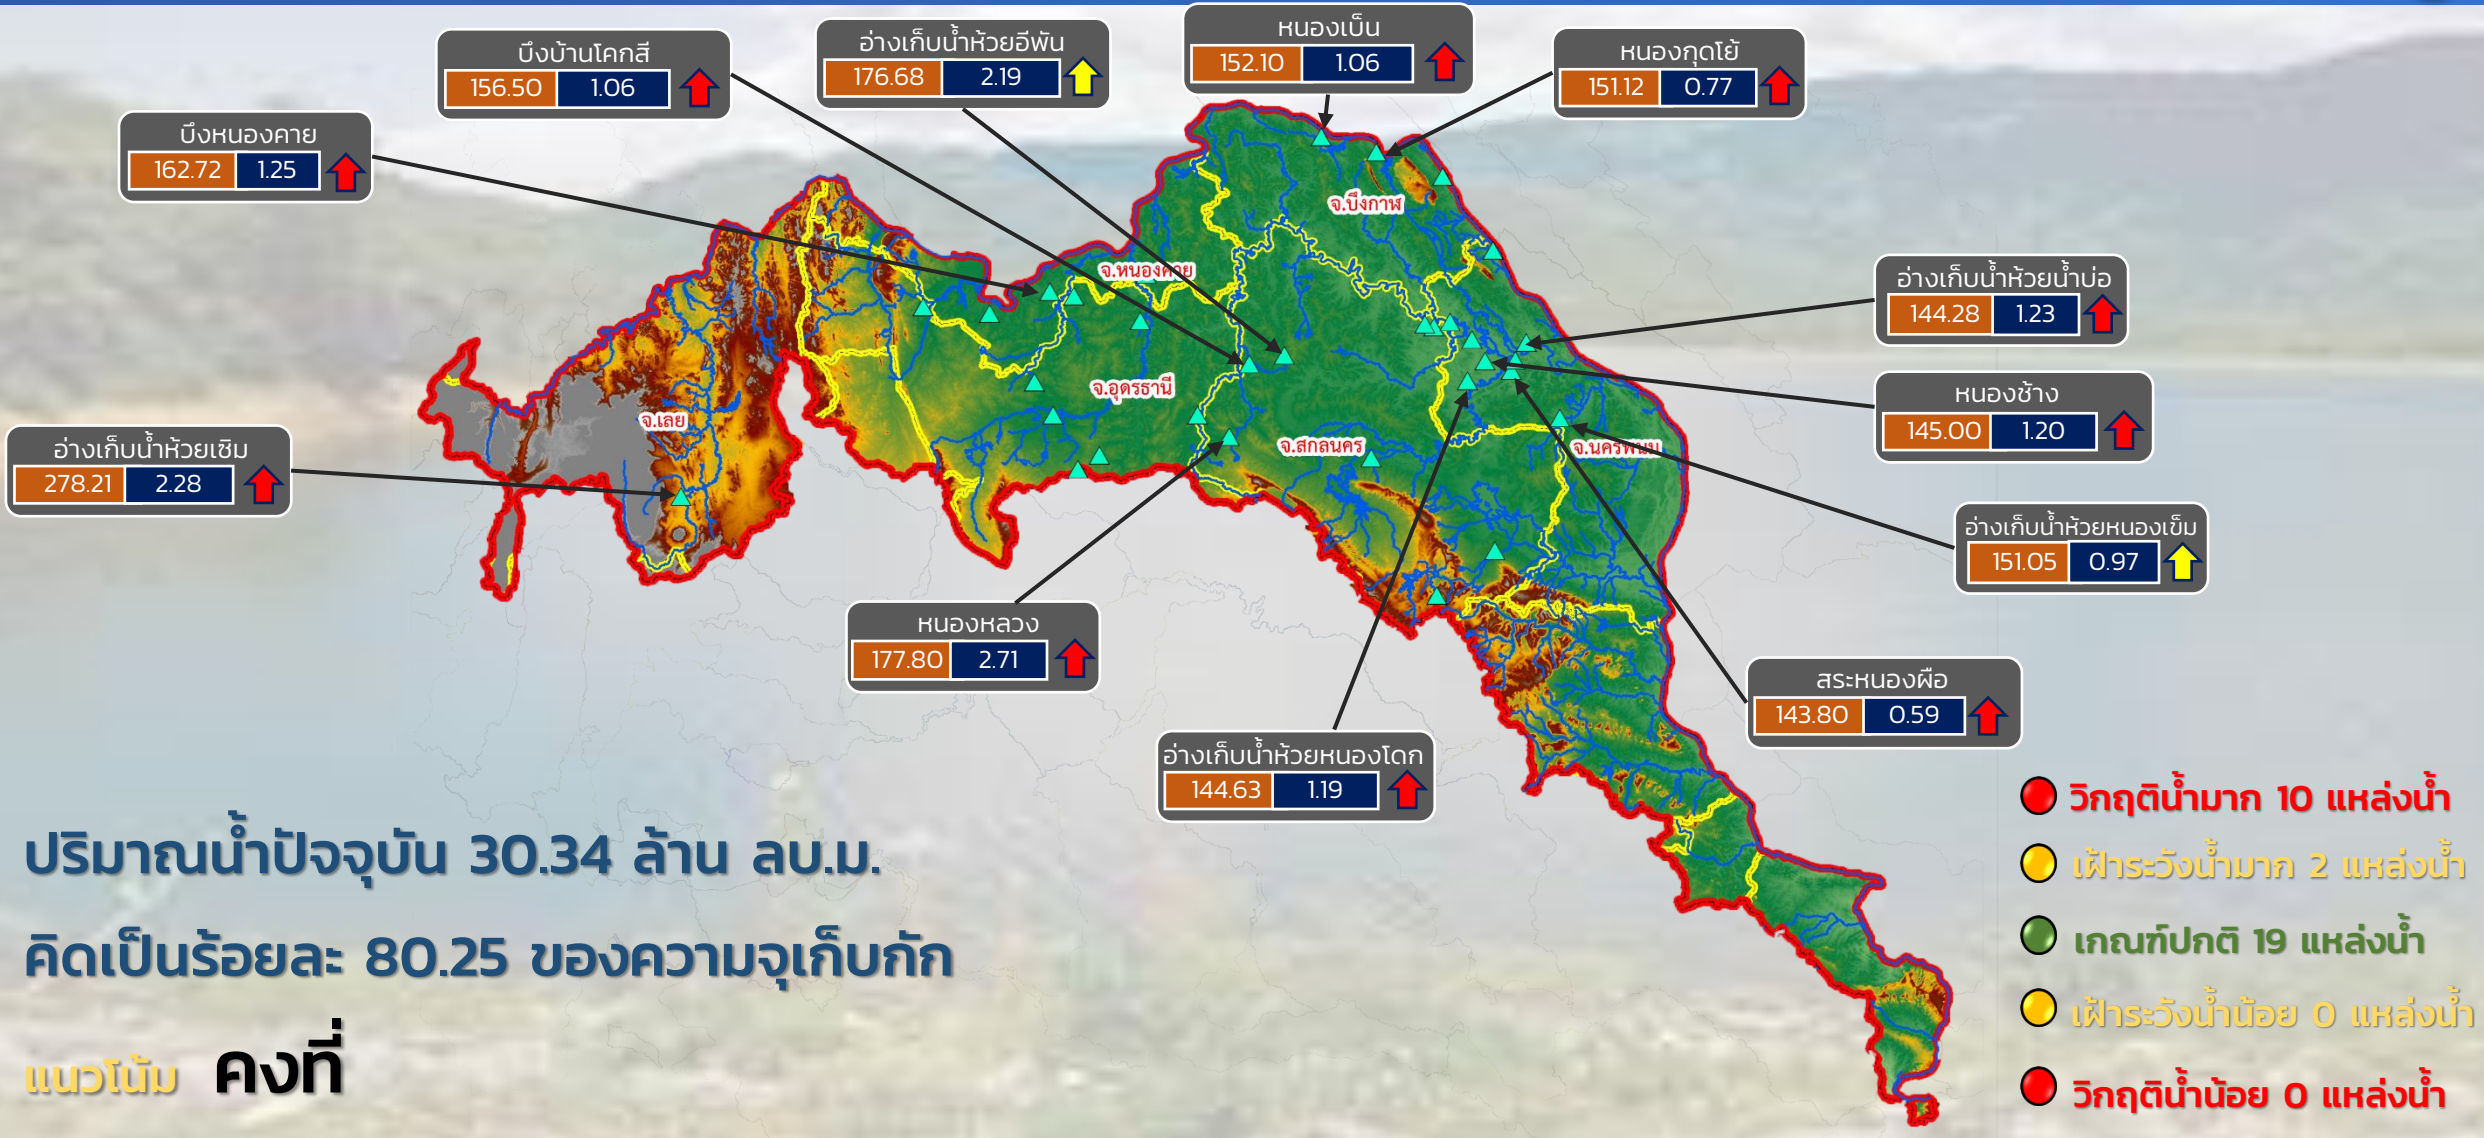 บึงบ้านโคกสี
156.50 1.06
อ่างเก็บน้ำห้วยอีพัน
176.68 2.19
หนองเบ็น
152.10 1.06
หนองกุดโย้
151.12 0.77
บึงหนองคาย
162.72 1.25
จ.บึงกาฬ
จ.หนองคาย
อ่างเก็บน้ำห้วยน้ำบ่อ
144.28 1.23
จ.อุดรธานี
จ.เลย
หนองช้าง
145.00 1.20
อ่างเก็บน้ำห้วยเซิม
278.21 2.28
จ.สกลนคร
จ.นครพนม
อ่างเก็บน้ำห้วยหนองเข็ม
151.05 0.97
หนองหลวง
177.80 2.71
สระหนองผือ
143.80 0.59
อ่างเก็บน้ำห้วยหนองโดก
144.63 1.19
ปริมาณน้ำปัจจุบัน 30.34 ล้าน ลบ.ม.
คิดเป็นร้อยละ 80.25 ของความจุเก็บกัก
แนวโน้ม คงที่
วิกฤติน้ำมาก 10 แหล่งน้ำ
เฝ้าระวังน้ำมาก 2 แหล่งน้ำ
เกณฑ์ปกติ 19 แหล่งน้ำ
เฝ้าระวังน้ำน้อย 0 แหล่งน้ำ
วิกฤติน้ำน้อย 0 แหล่งน้ำ